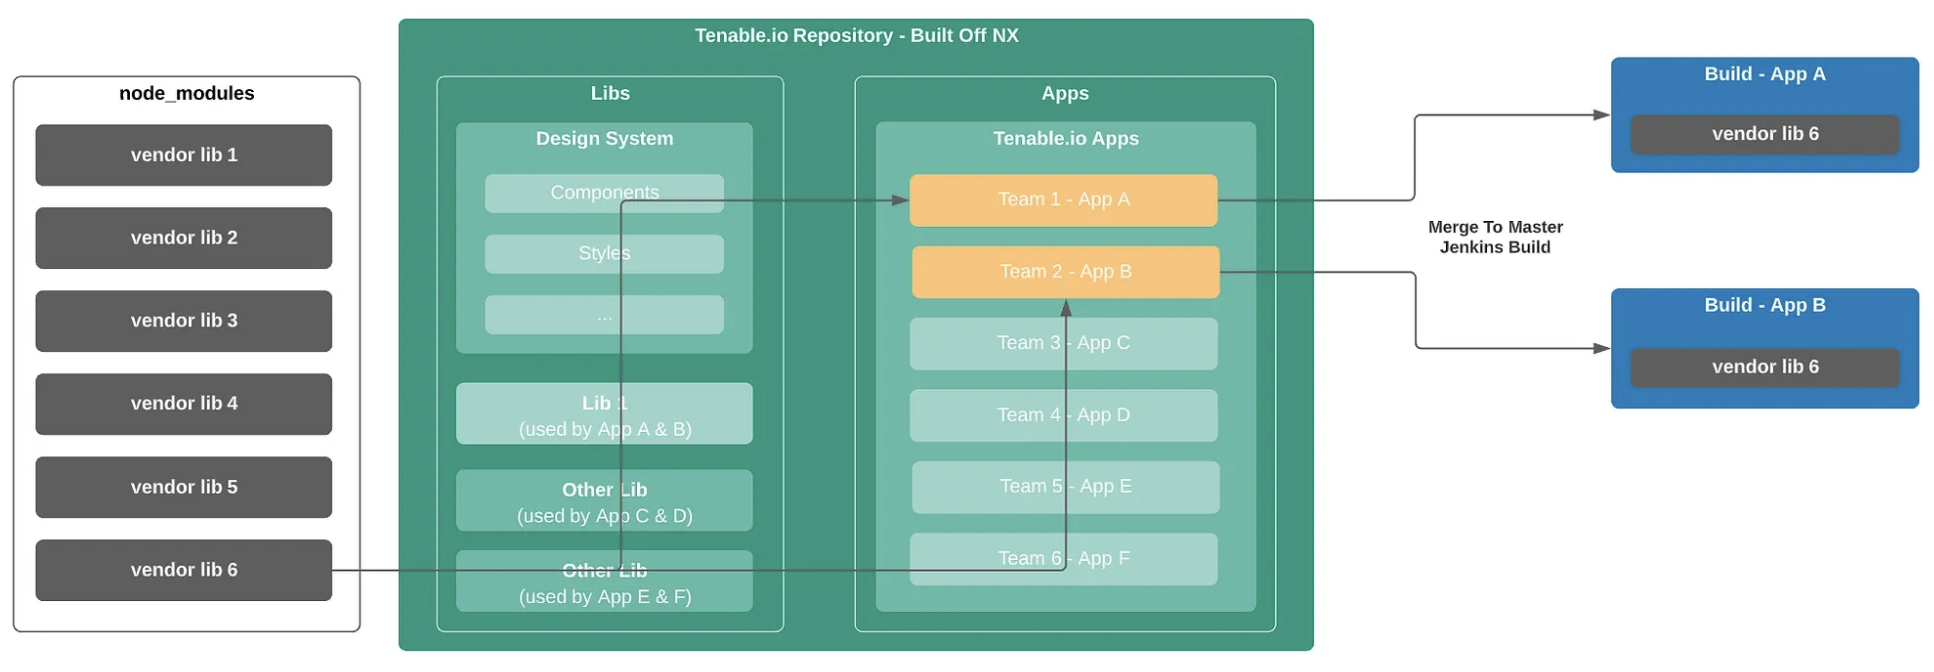 Tenable.io Repository - Built Off NX
node_modules
vendor lib 1
vendor lib 2
vendor lib 3
vendor lib 4
vendor lib 5
vendor lib 6
Libs
Design System
Components
Styles
...
Lib 1
(used by App A & B)
Other Lib
(used by App C & D)
Other Lib
(used by App E & F)
Apps
Tenable.io Apps
Team 1 - App A
Team 2 - App B
Team 3 - App C
Team 4 - App D
Team 5 - App E
Team 6 - App F
Merge To Master
Jenkins Build
Build - App A
vendor lib 6
Build - App B
vendor lib 6